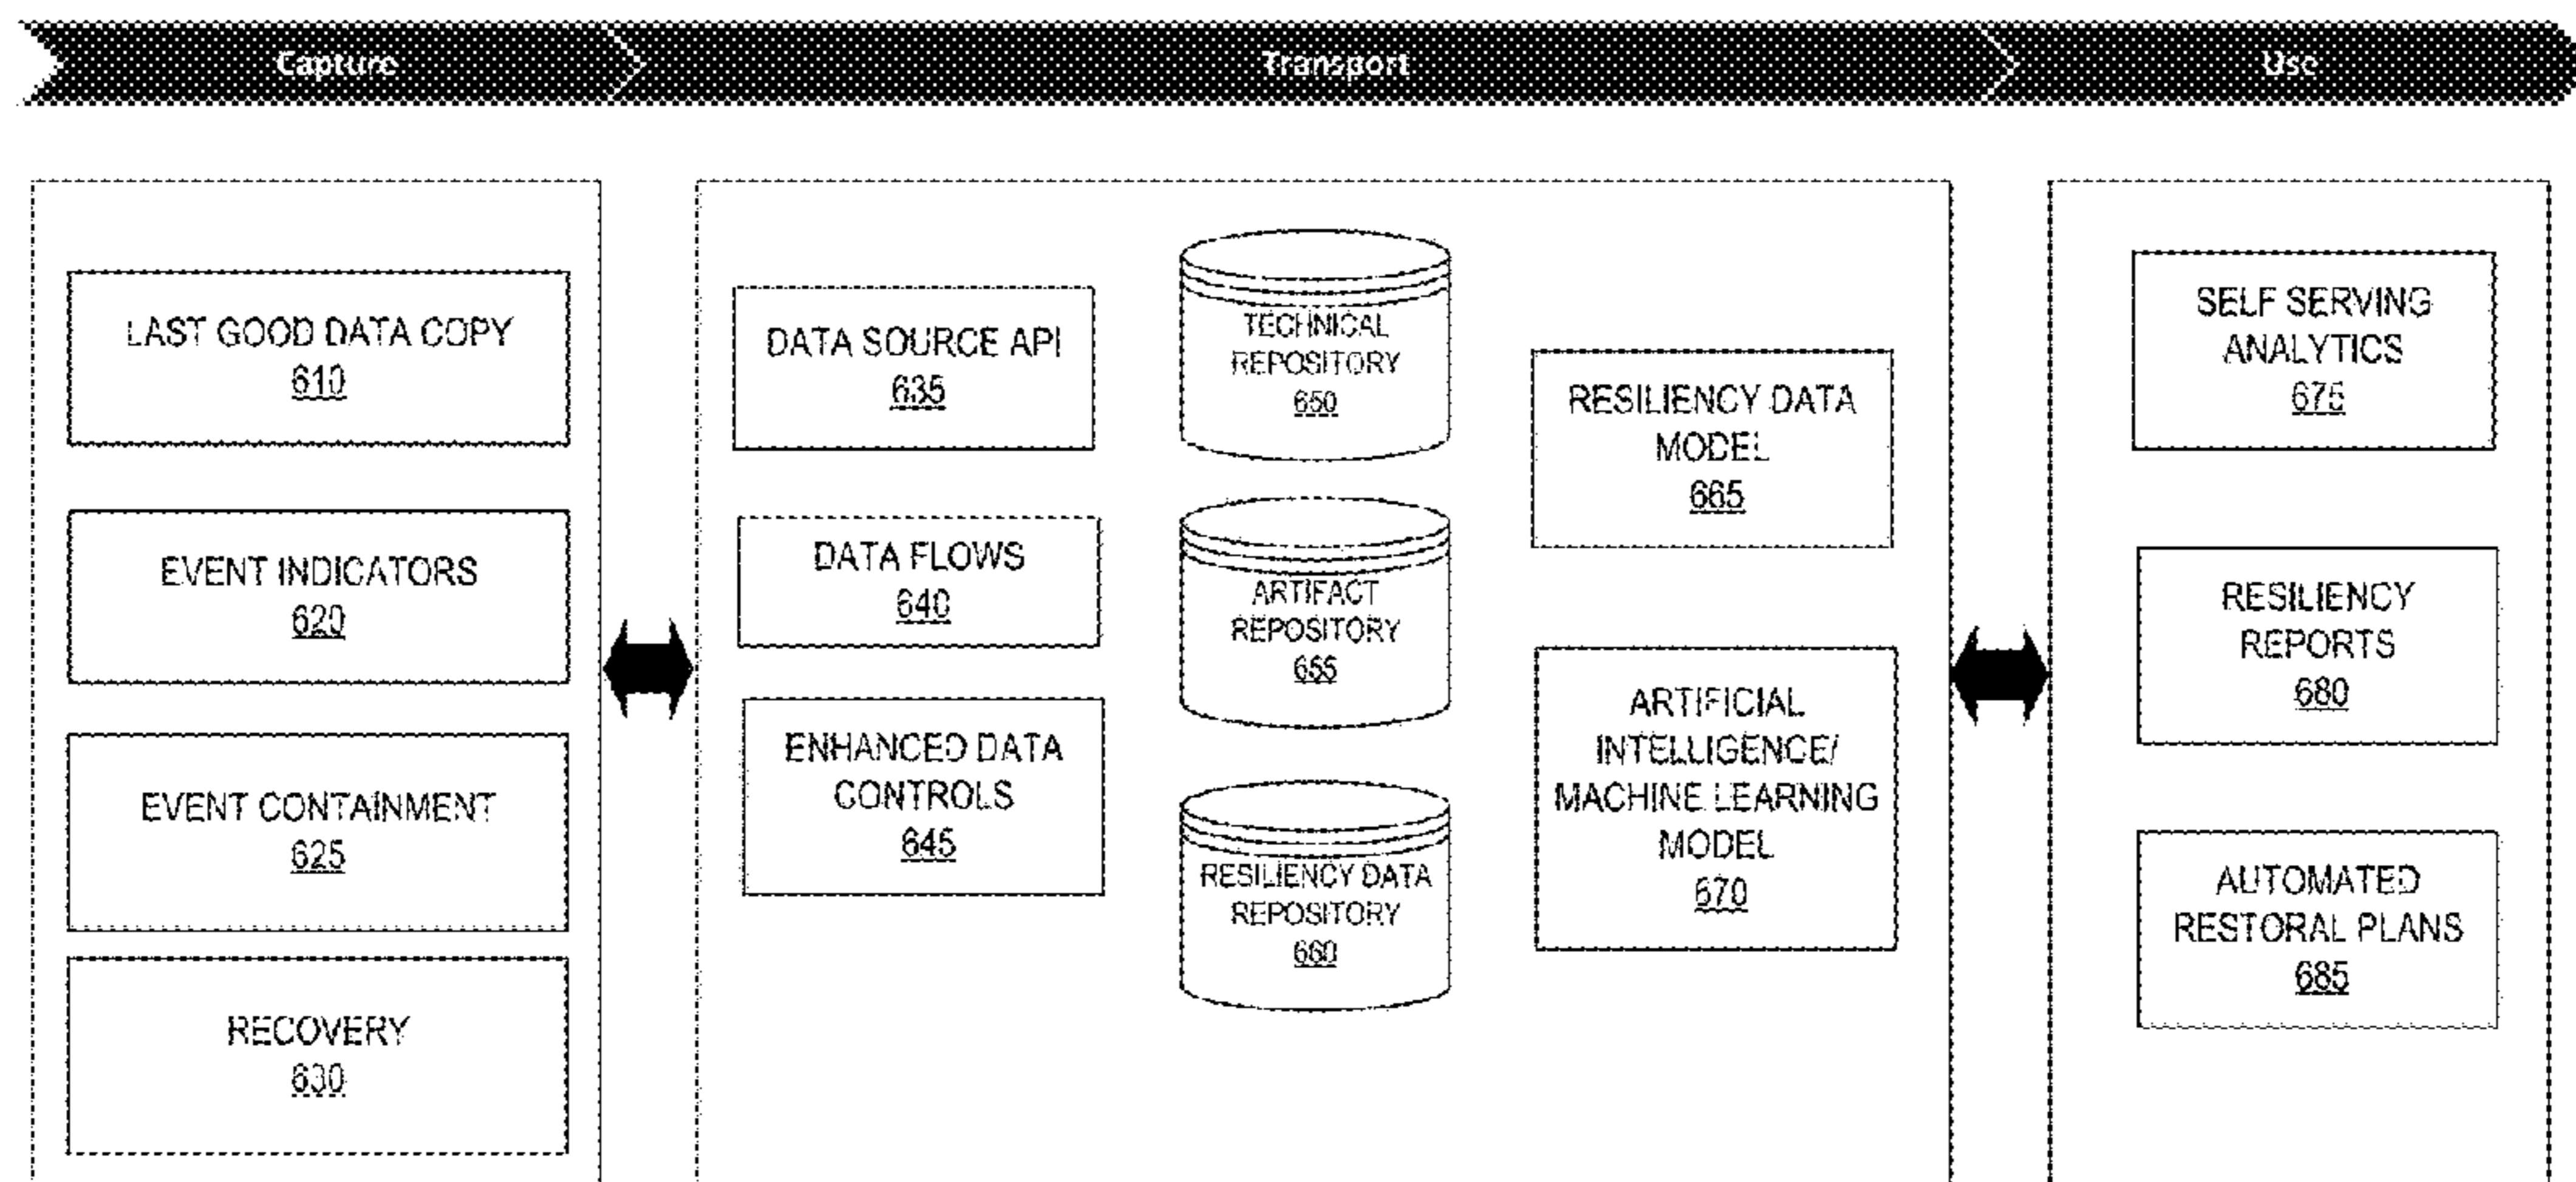 Capture
Transport
Use
LAST GOOD DATA COPY
610
EVENT INDICATORS
620
EVENT CONTAINMENT
625
RECOVERY
630
DATA SOURCE API
635
DATA FLOWS
640
ENHANCED DATA
CONTROLS
645
TECHNICAL
REPOSITORY
650
ARTIFACT
REPOSITORY
655
RESILIENCY DATA
REPOSITORY
660
RESILIENCY DATA
MODEL
665
ARTIFICIAL
INTELLIGENCE/
MACHINE LEARNING
MODEL
670
SELF SERVING
ANALYTICS
675
RESILIENCY
REPORTS
680
AUTOMATED
RESTORAL PLANS
685